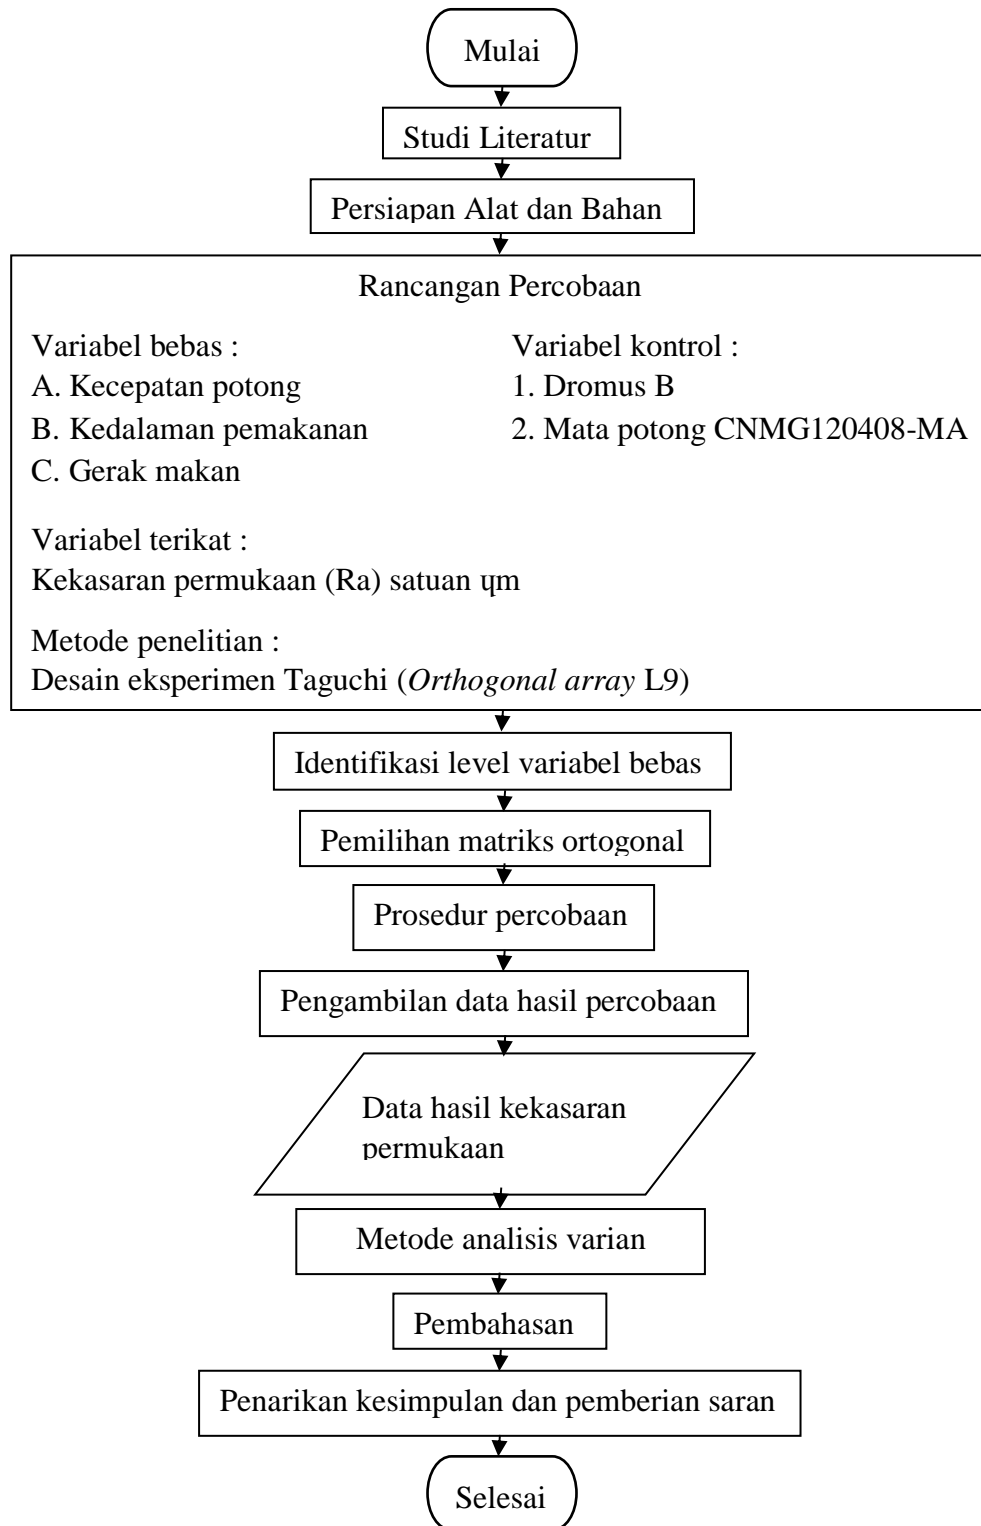 Mulai
Studi Literatur
Persiapan Alat dan Bahan
Rancangan Percobaan
Variabel bebas :
A. Kecepatan potong
B. Kedalaman pemakanan
C. Gerak makan
Variabel kontrol :
1. Dromus B
2. Mata potong CNMG120408-MA
Variabel terikat :
Kekasaran permukaan (Ra) satuan ƞm
Metode penelitian :
Desain eksperimen Taguchi (Orthogonal array L9)
Identifikasi level variabel bebas
Pemilihan matriks ortogonal
Prosedur percobaan
Pengambilan data hasil percobaan
Data hasil kekasaran
permukaan
Metode analisis varian
Pembahasan
Penarikan kesimpulan dan pemberian saran
Selesai